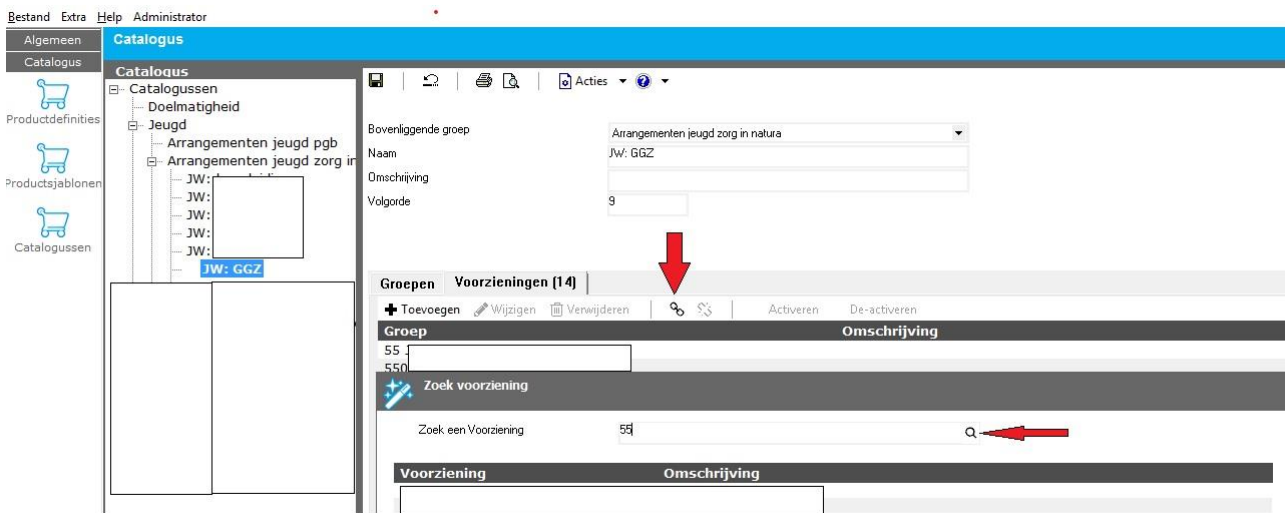 Bestand Extra Help Administrator
Algemeen
Catalogus
Productdefinities
Productsjablonen
Catalogussen
Catalogus
Catalogus
Catalogussen
Doelmatigheid
Jeugd
Arrangementen jeugd pgb
Arrangementen jeugd zorg in
JW:
JW:
JW:
JW:
JW:
JW: GGZ
Acties
Bovenliggende groep Arrangementen jeugd zorg in natura
Naam JW: GGZ
Omschrijving
Volgorde 9
Groepen Voorzieningen (14)
Toevoegen Wijzigen Verwijderen Activeren De-activeren
Groep Omschrijving
55
550
Zoek voorziening
Zoek een Voorziening 55
Voorziening Omschrijving